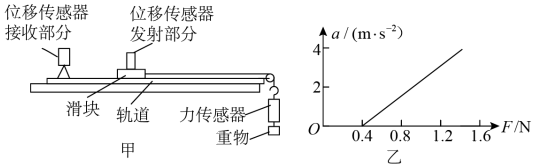 位移传感器
接收部分
位移传感器
发射部分
滑块
轨道
力传感器
重物
甲
a/(m·s⁻²)
4
2
O
0.4
0.8
1.2
1.6
F/N
乙